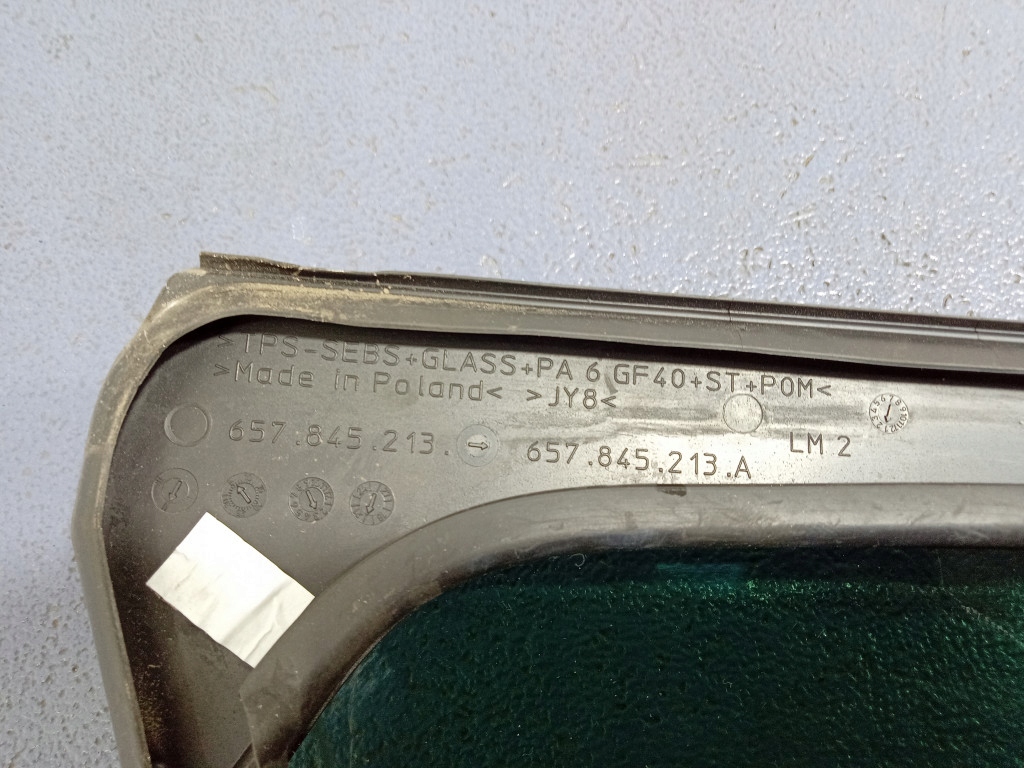 >TPS-SEBS+GLASS+PA 6 GF40+ST+POM<
>Made in Poland< >JY8<
657.845.213. → 657.845.213.A LM 2